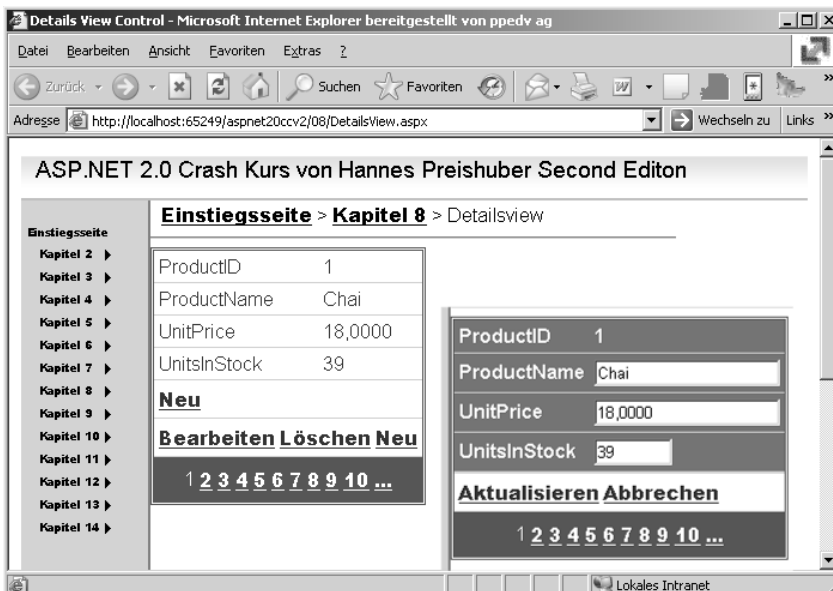 Details View Control - Microsoft Internet Explorer bereitgestellt von ppedv ag
Datei Bearbeiten Ansicht Favoriten Extras ?
Zurück Suchen Favoriten W »
Adresse http://localhost:65249/aspnet20ccv2/08/DetailsView.aspx Wechseln zu Links »
ASP.NET 2.0 Crash Kurs von Hannes Preishuber Second Editon
Einstiegsseite > Kapitel 8 > Detailsview
Einstiegsseite
Kapitel 2
Kapitel 3
Kapitel 4
Kapitel 5
Kapitel 6
Kapitel 7
Kapitel 8
Kapitel 9
Kapitel 10
Kapitel 11
Kapitel 12
Kapitel 13
Kapitel 14
ProductID 1
ProductName Chai
UnitPrice 18,0000
UnitsInStock 39
Neu
Bearbeiten Löschen Neu
1 2 3 4 5 6 7 8 9 10 ...
ProductID 1
ProductName Chai
UnitPrice 18,0000
UnitsInStock 39
Aktualisieren Abbrechen
1 2 3 4 5 6 7 8 9 10 ...
Lokales Intranet